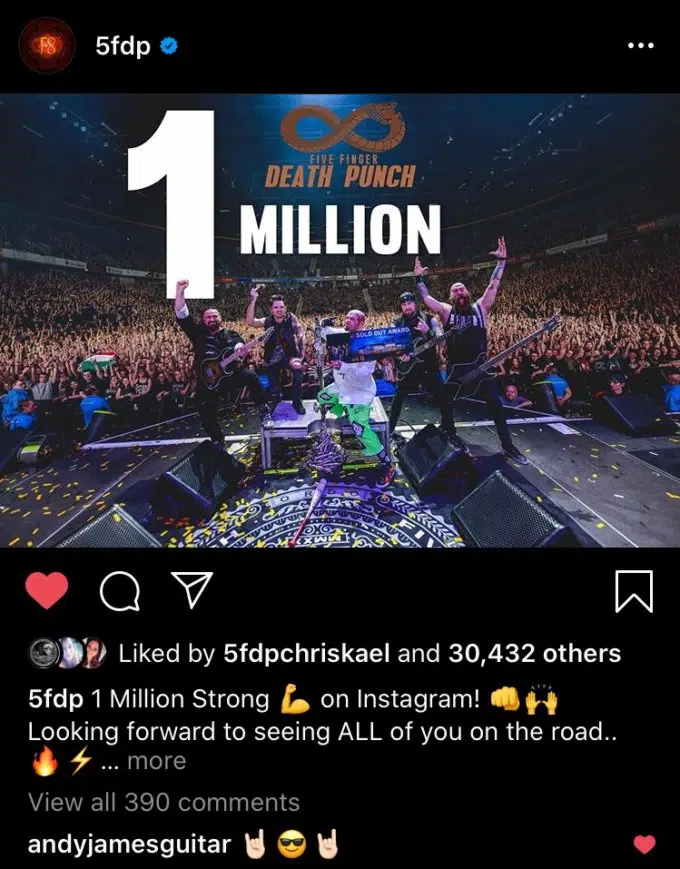 F8
5fdp
1
FIVE FINGER
DEATH PUNCH
MILLION
SOLD OUT AWARD
Liked by 5fdpchriskael and 30,432 others
5fdp 1 Million Strong 💪 on Instagram! 👊🙌
Looking forward to seeing ALL of you on the road..
🔥⚡... more
View all 390 comments
andyjamesguitar 🤘🏻😎🤘🏻